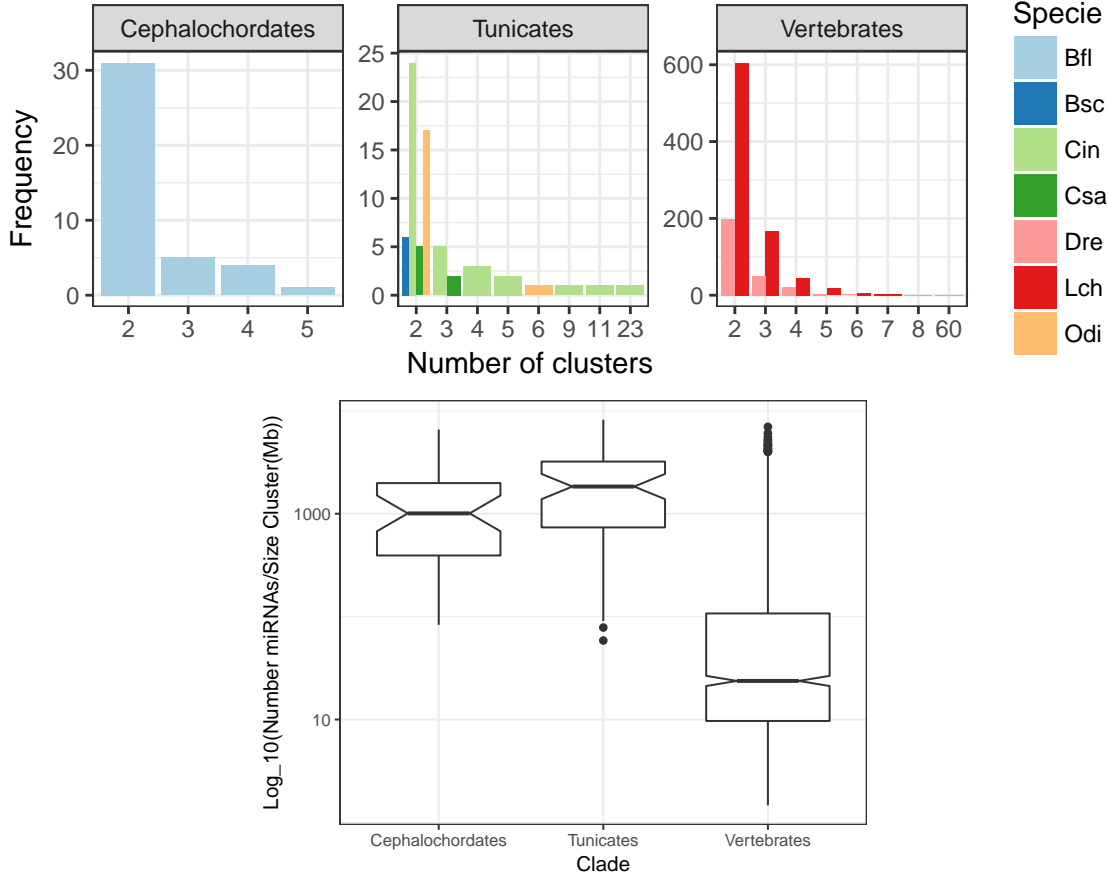 Cephalochordates
Tunicates
Vertebrates
Frequency
30
20
10
0
25
20
15
10
5
0
600
400
200
0
2 3 4 5
2 3 4 5 6 9 11 23
2 3 4 5 6 7 8 60
Number of clusters
Specie
Bfl
Bsc
Cin
Csa
Dre
Lch
Odi
Log_10(Number miRNAs/Size Cluster(Mb))
1000
10
Cephalochordates
Tunicates
Vertebrates
Clade